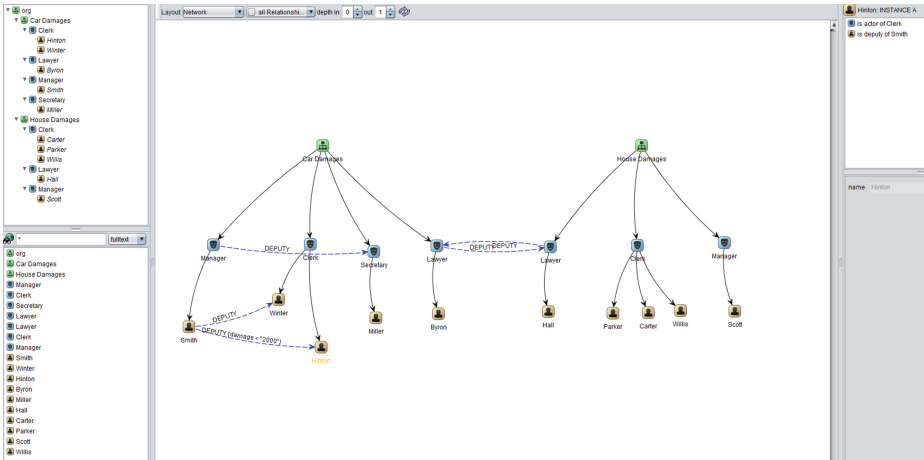 org
Car Damages
Clerk
Hinton
Winter
Lawyer
Byron
Manager
Smith
Secretary
Miller
House Damages
Clerk
Carter
Parker
Willis
Lawyer
Hall
Manager
Scott
* fulltext
org
Car Damages
House Damages
Manager
Clerk
Secretary
Lawyer
Lawyer
Clerk
Manager
Smith
Winter
Hinton
Byron
Miller
Hall
Carter
Parker
Scott
Willis
Layout Network all Relationshi... depth in: 0 out: 1
Car Damages House Damages
Manager DEPUTY Clerk Secretary Lawyer DEPUTY DEPUTY Lawyer Clerk Manager
DEPUTY Winter
Smith DEPUTY (damage < "2000") Miller Byron Hall Parker Carter Willis Scott
Hinton
Hinton: INSTANCE A
is actor of Clerk
is deputy of Smith
name Hinton